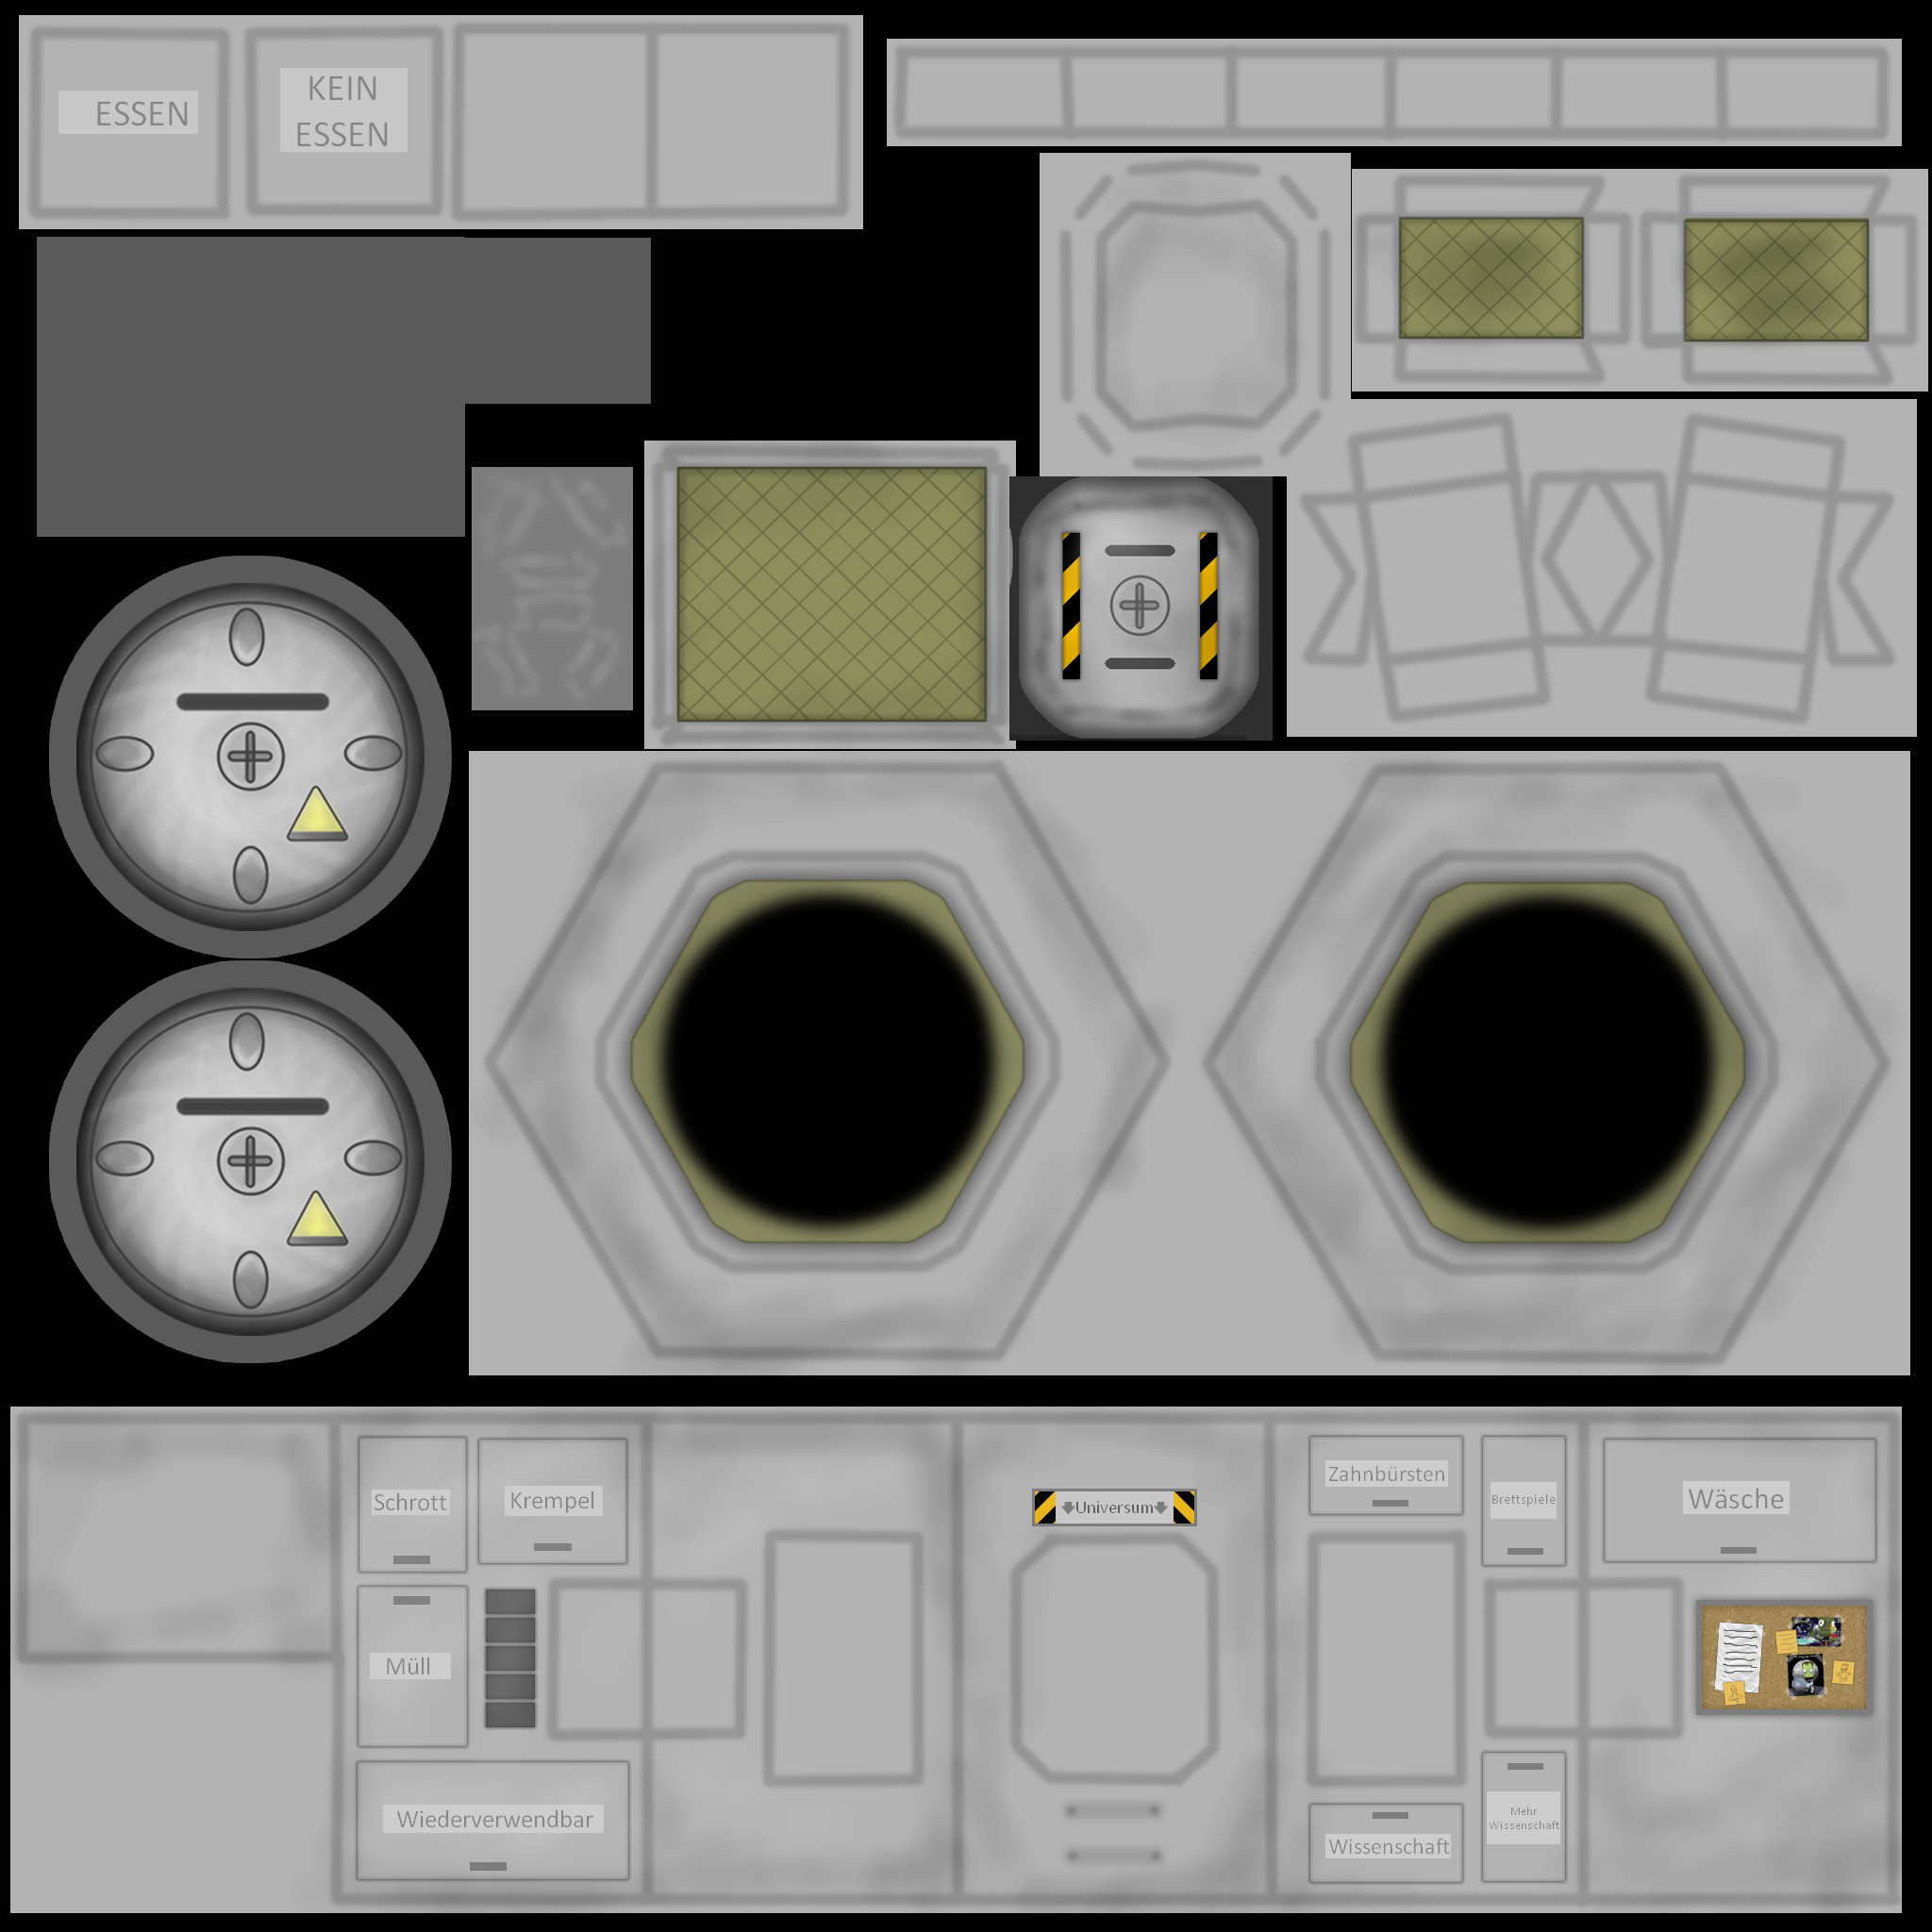 ESSEN
KEIN
ESSEN
Schrott
Krempel
Müll
Wiederverwendbar
Universum
Zahnbürsten
Brettspiele
Wäsche
Wissenschaft
Mehr
Wissenschaft